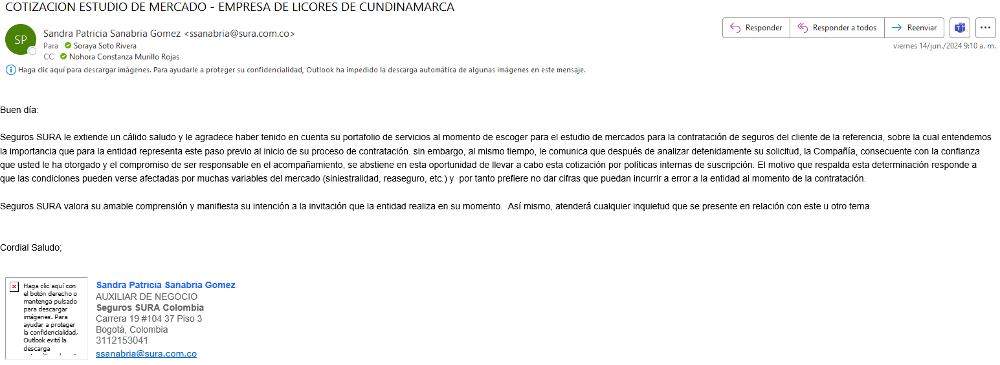 COTIZACION ESTUDIO DE MERCADO - EMPRESA DE LICORES DE CUNDINAMARCA
SP
Sandra Patricia Sanabria Gomez <ssanabria@sura.com.co>
Para Soraya Soto Rivera
CC Nohora Constanza Murillo Rojas
Responder
Responder a todos
Reenviar
viernes 14/jun./2024 9:10 a. m.
Haga clic aquí para descargar imágenes. Para ayudarle a proteger su confidencialidad, Outlook ha impedido la descarga automática de algunas imágenes en este mensaje.
Buen día:
Seguros SURA le extiende un cálido saludo y le agradece haber tenido en cuenta su portafolio de servicios al momento de escoger para el estudio de mercados para la contratación de seguros del cliente de la referencia, sobre la cual entendemos
la importancia que para la entidad representa este paso previo al inicio de su proceso de contratación. sin embargo, al mismo tiempo, le comunica que después de analizar detenidamente su solicitud, la Compañía, consecuente con la confianza
que usted le ha otorgado y el compromiso de ser responsable en el acompañamiento, se abstiene en esta oportunidad de llevar a cabo esta cotización por políticas internas de suscripción. El motivo que respalda esta determinación responde a
que las condiciones pueden verse afectadas por muchas variables del mercado (siniestralidad, reaseguro, etc.) y  por tanto prefiere no dar cifras que puedan incurrir a error a la entidad al momento de la contratación.
Seguros SURA valora su amable comprensión y manifiesta su intención a la invitación que la entidad realiza en su momento.  Así mismo, atenderá cualquier inquietud que se presente en relación con este u otro tema.
Cordial Saludo;
Haga clic aquí con
el botón derecho o
mantenga pulsado
para descargar
imágenes. Para
ayudar a proteger
la confidencialidad,
Outlook evitó la
descarga
Sandra Patricia Sanabria Gomez
AUXILIAR DE NEGOCIO
Seguros SURA Colombia
Carrera 19 #104 37 Piso 3
Bogotá, Colombia
3112153041
ssanabria@sura.com.co